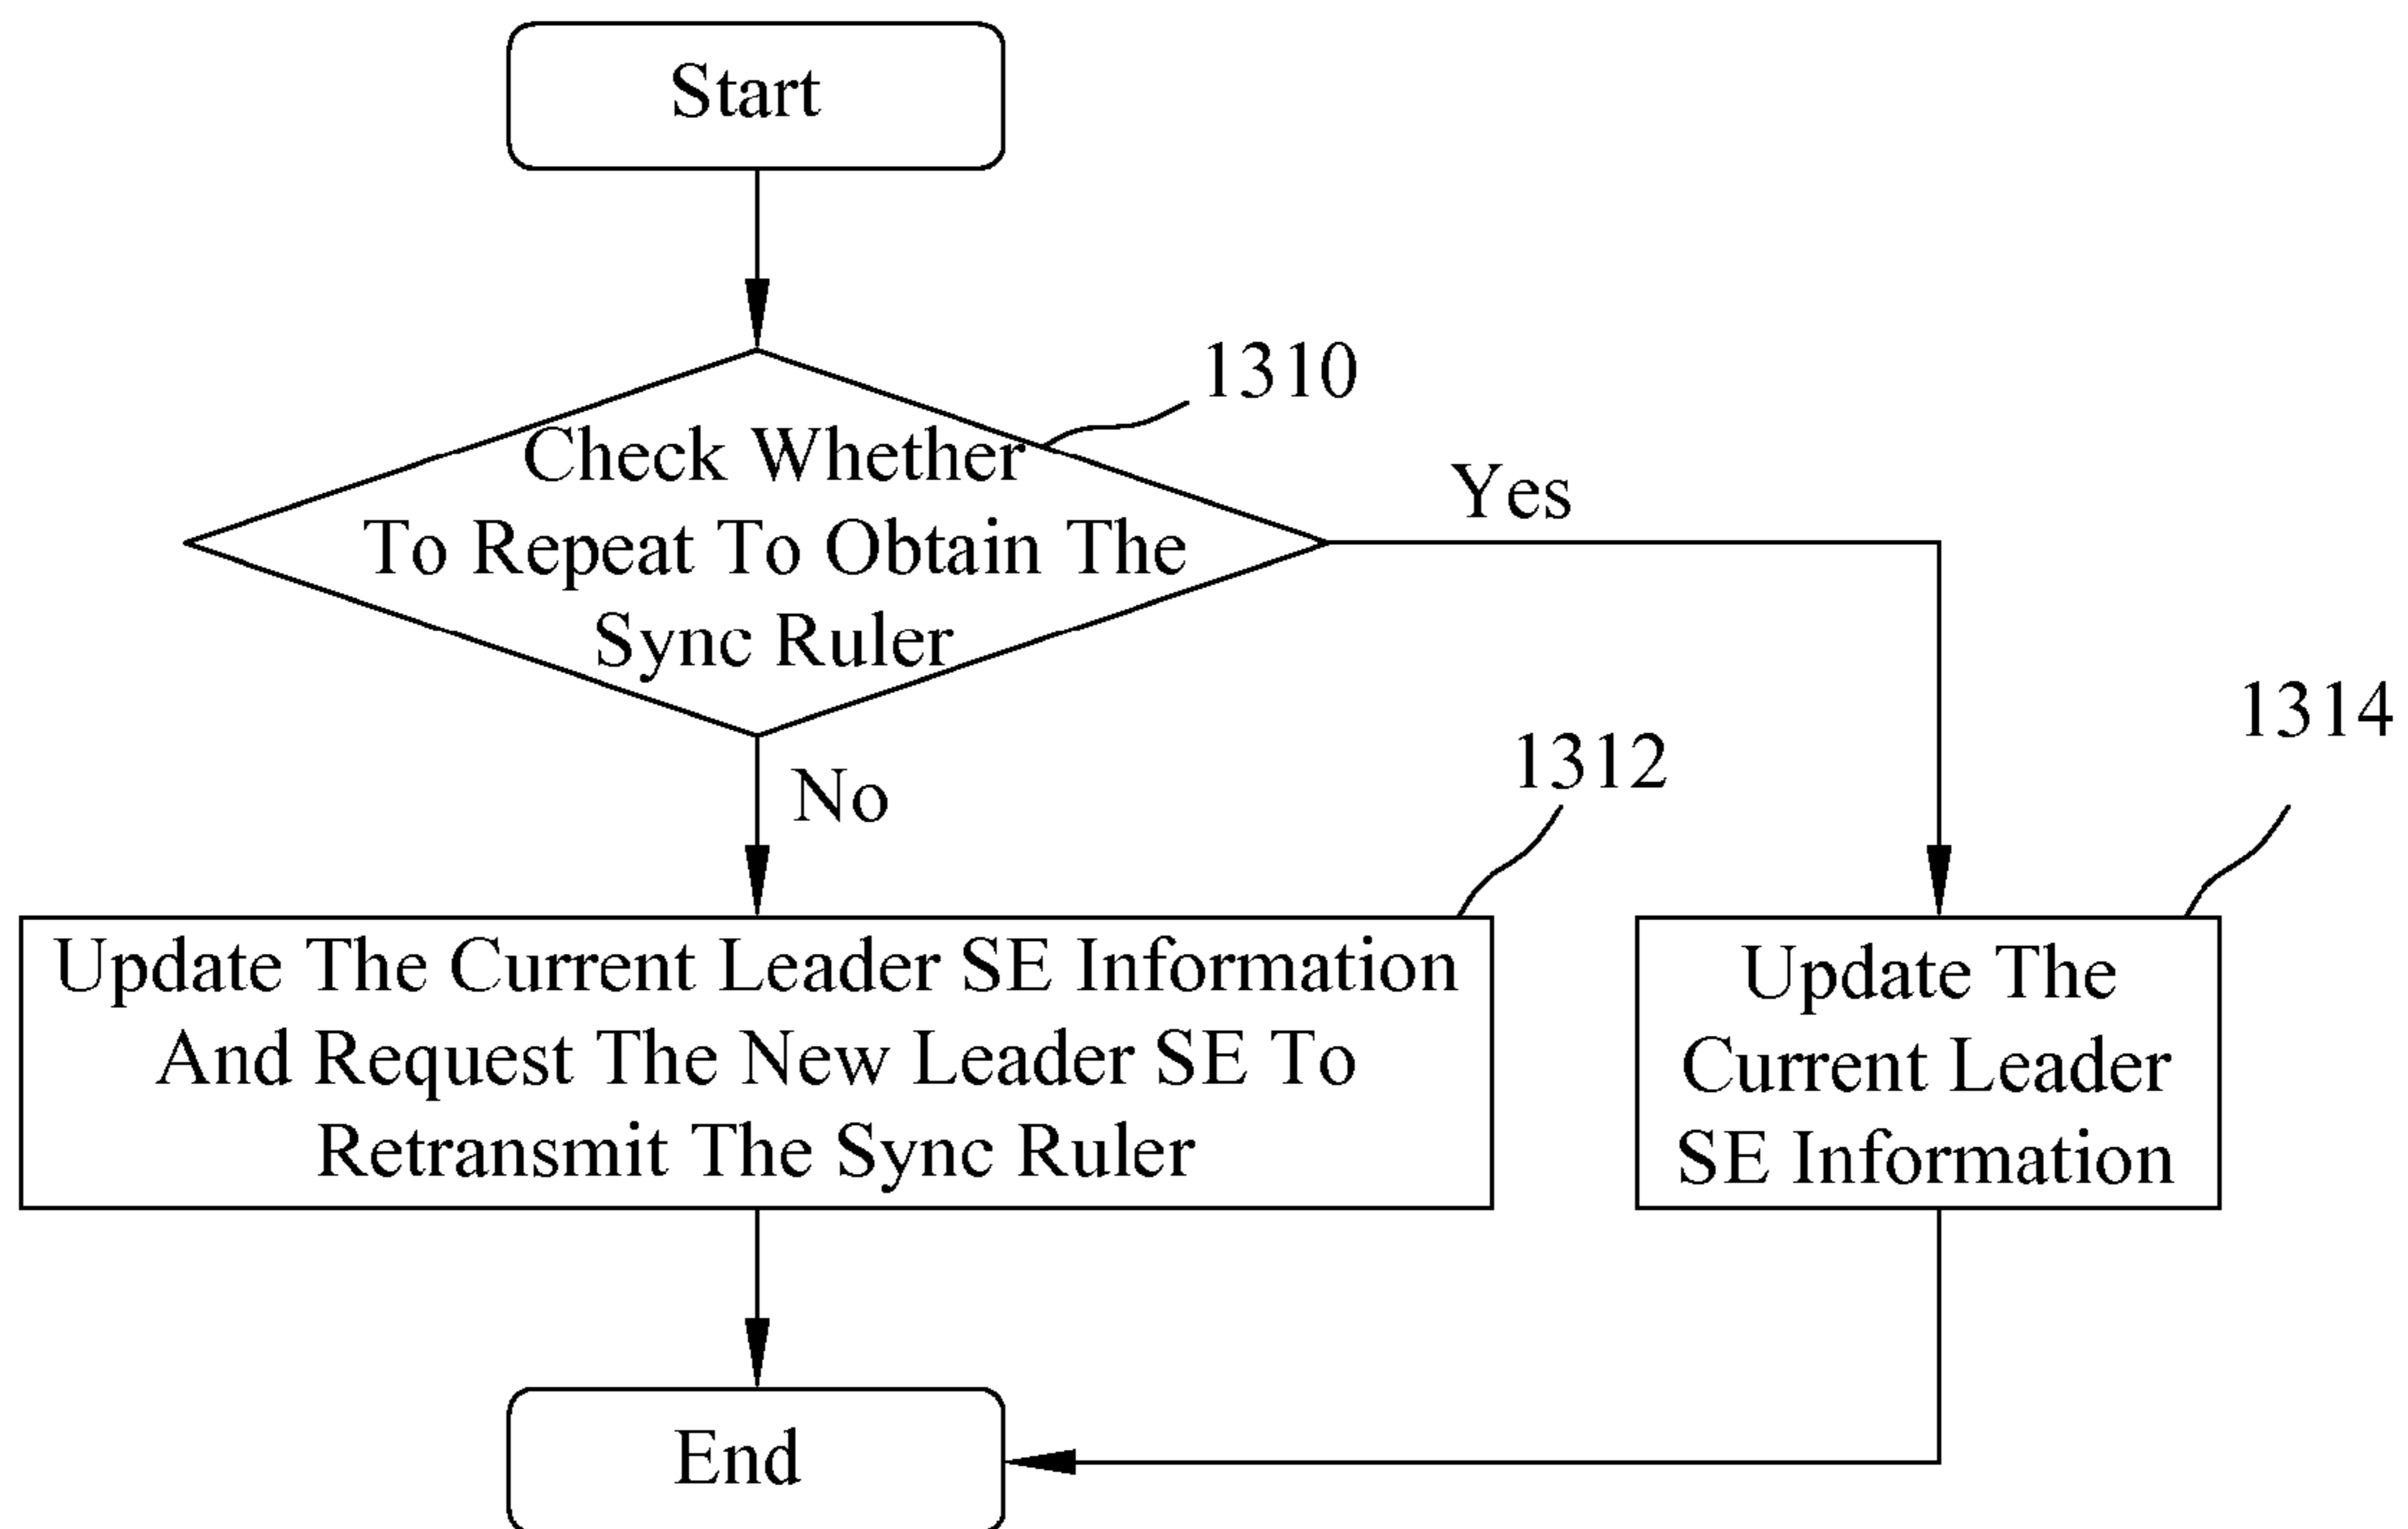 Start
1310
Check Whether
To Repeat To Obtain The
Sync Ruler
Yes
No
1312
1314
Update The Current Leader SE Information
And Request The New Leader SE To
Retransmit The Sync Ruler
Update The
Current Leader
SE Information
End